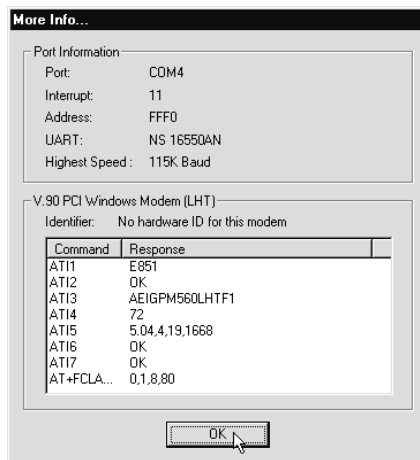 More Info...
Port Information
Port: COM4
Interrupt: 11
Address: FFF0
UART: NS 16550AN
Highest Speed : 115K Baud
V.90 PCI Windows Modem (LHT)
Identifier: No hardware ID for this modem
Command Response
ATI1 E851
ATI2 OK
ATI3 AEIGPM560LHTF1
ATI4 72
ATI5 5.04,4,19,1668
ATI6 OK
ATI7 OK
AT+FCLA... 0,1,8,80
OK